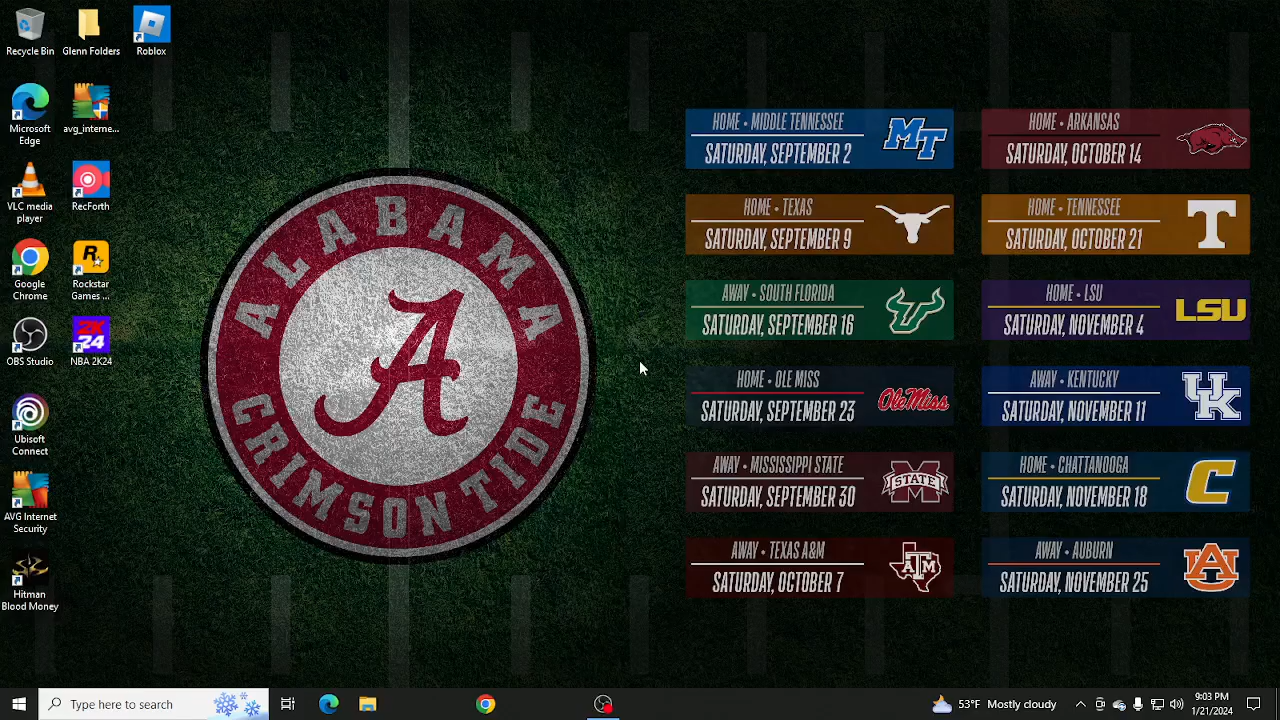 Recycle Bin
Glenn Folders
Roblox
Microsoft
Edge
avg_interne...
VLC media
player
RecForth
Google
Chrome
R
Rockstar
Games ...
OBS Studio
2K
24
NBA 2K24
Ubisoft
Connect
AVG Internet
Security
Hitman
Blood Money
ALABAMA
A
CRIMSON TIDE
HOME • MIDDLE TENNESSEE
SATURDAY, SEPTEMBER 2
MT
HOME • TEXAS
SATURDAY, SEPTEMBER 9
AWAY • SOUTH FLORIDA
SATURDAY, SEPTEMBER 16
HOME • OLE MISS
SATURDAY, SEPTEMBER 23
Ole Miss
AWAY • MISSISSIPPI STATE
SATURDAY, SEPTEMBER 30
M
STATE
AWAY • TEXAS A&M
SATURDAY, OCTOBER 7
ATM
HOME • ARKANSAS
SATURDAY, OCTOBER 14
HOME • TENNESSEE
SATURDAY, OCTOBER 21
T
HOME • LSU
SATURDAY, NOVEMBER 4
LSU
AWAY • KENTUCKY
SATURDAY, NOVEMBER 11
UK
HOME • CHATTANOOGA
SATURDAY, NOVEMBER 18
C
AWAY • AUBURN
SATURDAY, NOVEMBER 25
AU
Type here to search
53°F Mostly cloudy
9:03 PM
1/21/2024